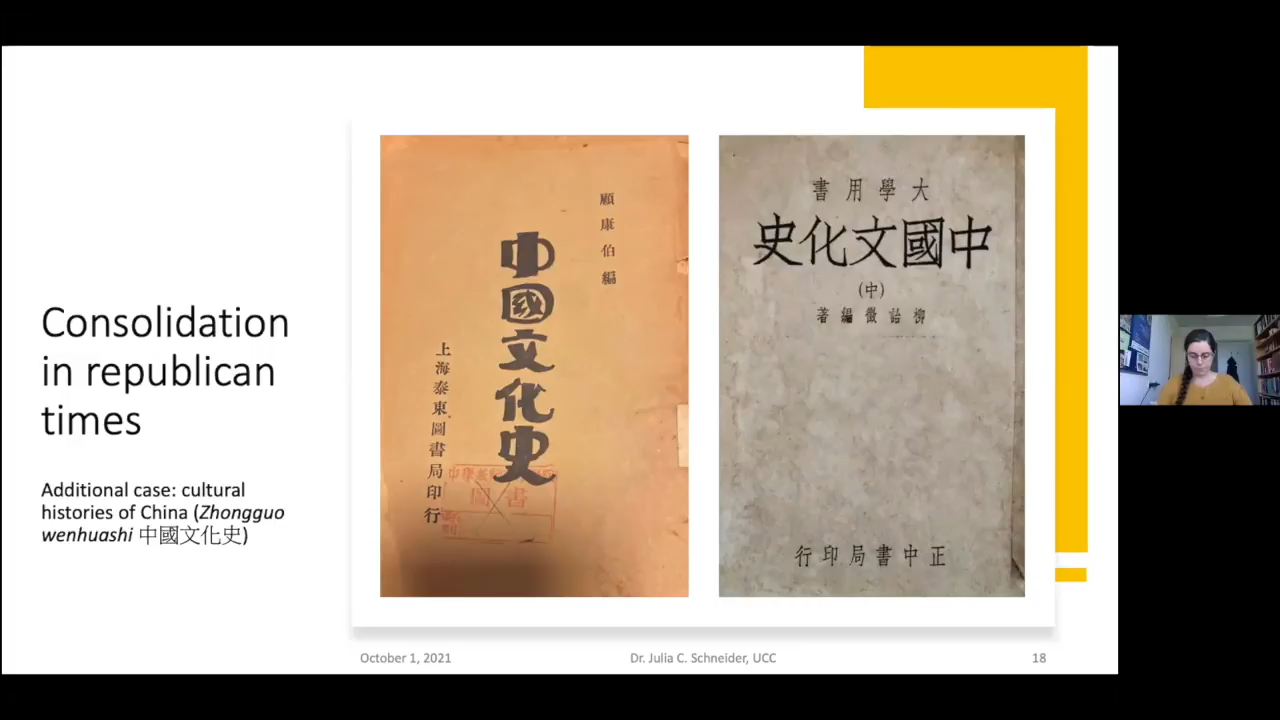 Consolidation
in republican
times
Additional case: cultural
histories of China (Zhongguo
wenhuashi 中國文化史)
顧康伯編
中國文化史
上海泰東圖書局印行
圖書
大學用書
中國文化史
(中)
柳詒徵編著
正中書局印行
October 1, 2021
Dr. Julia C. Schneider, UCC
18